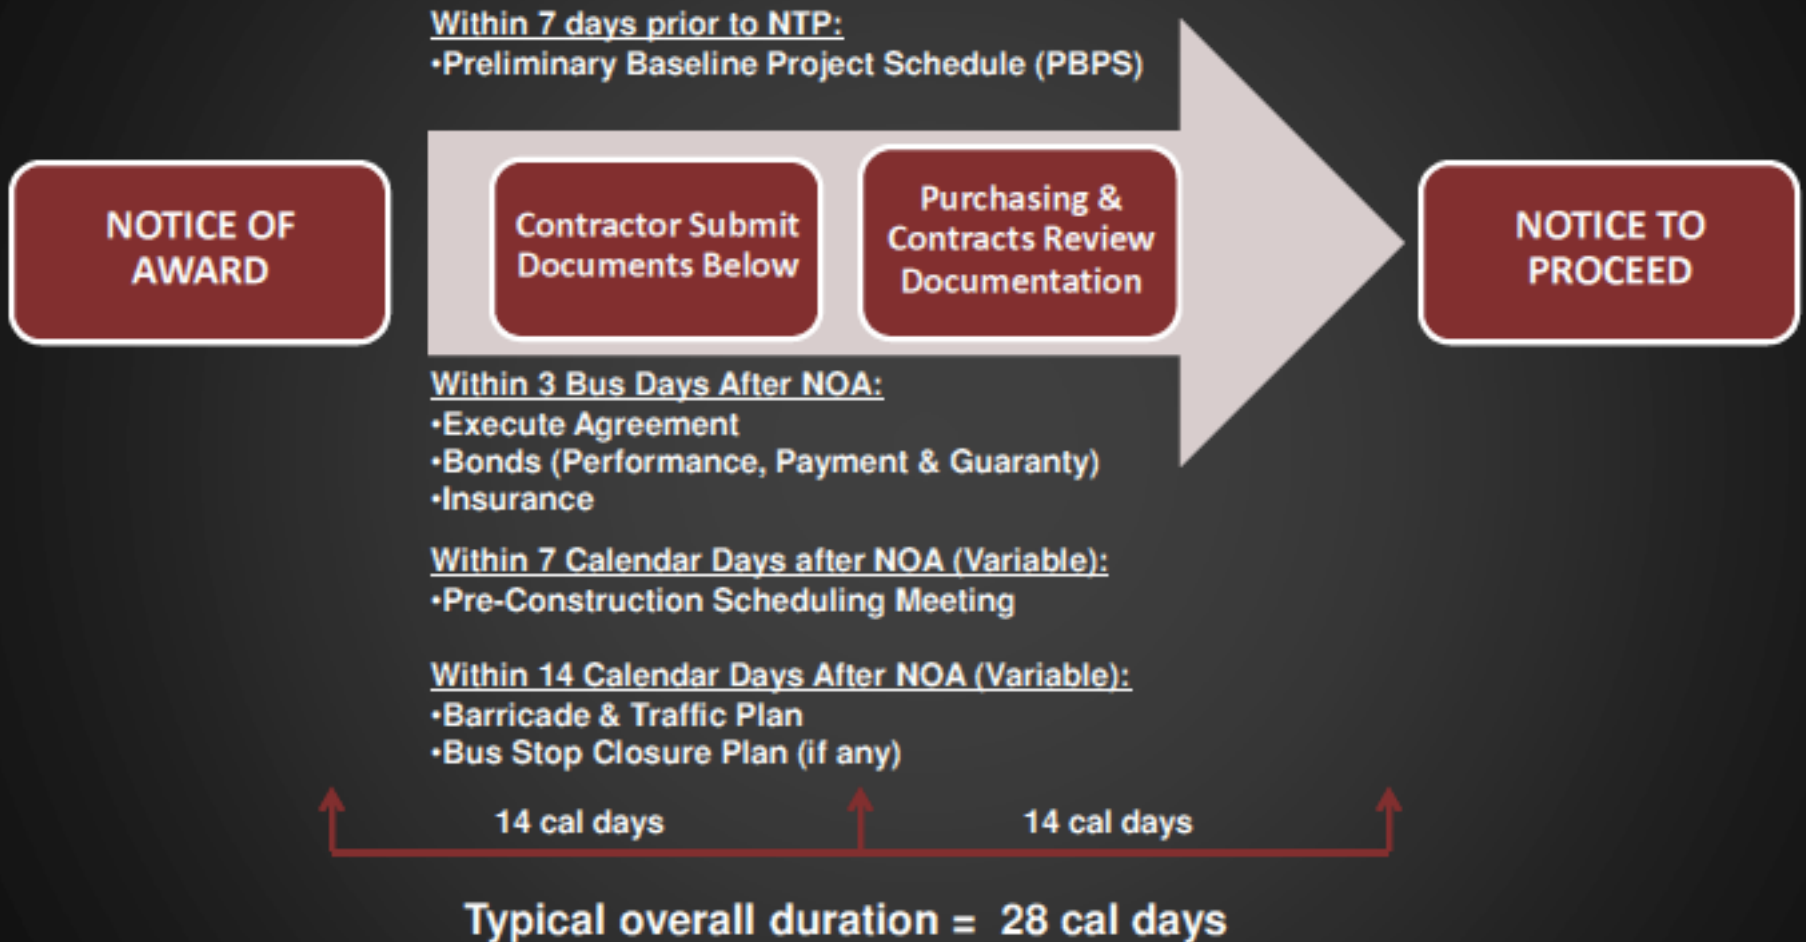 Within 7 days prior to NTP:
•Preliminary Baseline Project Schedule (PBPS)
NOTICE OF
AWARD
Contractor Submit
Documents Below
Purchasing &
Contracts Review
Documentation
NOTICE TO
PROCEED
Within 3 Bus Days After NOA:
•Execute Agreement
•Bonds (Performance, Payment & Guaranty)
•Insurance
Within 7 Calendar Days after NOA (Variable):
•Pre-Construction Scheduling Meeting
Within 14 Calendar Days After NOA (Variable):
•Barricade & Traffic Plan
•Bus Stop Closure Plan (if any)
14 cal days
14 cal days
Typical overall duration = 28 cal days